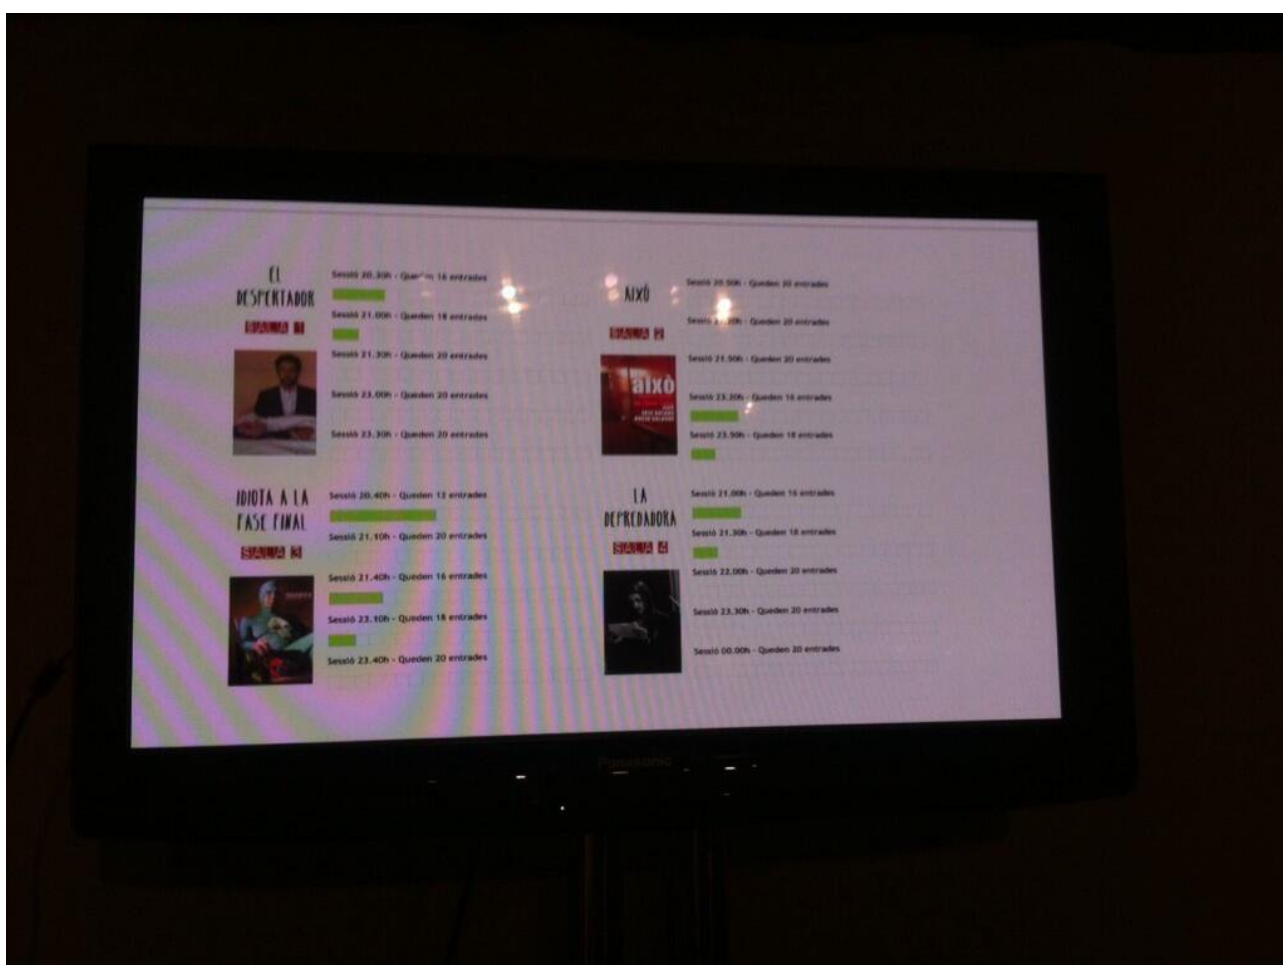 EL
DESPERTADOR
SALA 1
Sessió 20.30h - Queden 16 entrades
Sessió 21.00h - Queden 18 entrades
Sessió 21.30h - Queden 20 entrades
Sessió 23.00h - Queden 20 entrades
Sessió 23.30h - Queden 20 entrades
AIXÒ
SALA 2
això
Sessió 20.50h - Queden 20 entrades
Sessió - Queden 20 entrades
Sessió 21.50h - Queden 20 entrades
Sessió 23.20h - Queden 16 entrades
Sessió 23.50h - Queden 18 entrades
IDIOTA A LA
FASE FINAL
SALA 3
Sessió 20.40h - Queden 12 entrades
Sessió 21.10h - Queden 20 entrades
Sessió 21.40h - Queden 16 entrades
Sessió 23.10h - Queden 18 entrades
Sessió 23.40h - Queden 20 entrades
LA
DEPREDADORA
SALA 4
Sessió 21.00h - Queden 16 entrades
Sessió 21.30h - Queden 18 entrades
Sessió 22.00h - Queden 20 entrades
Sessió 23.30h - Queden 20 entrades
Sessió 00.00h - Queden 20 entrades
Panasonic